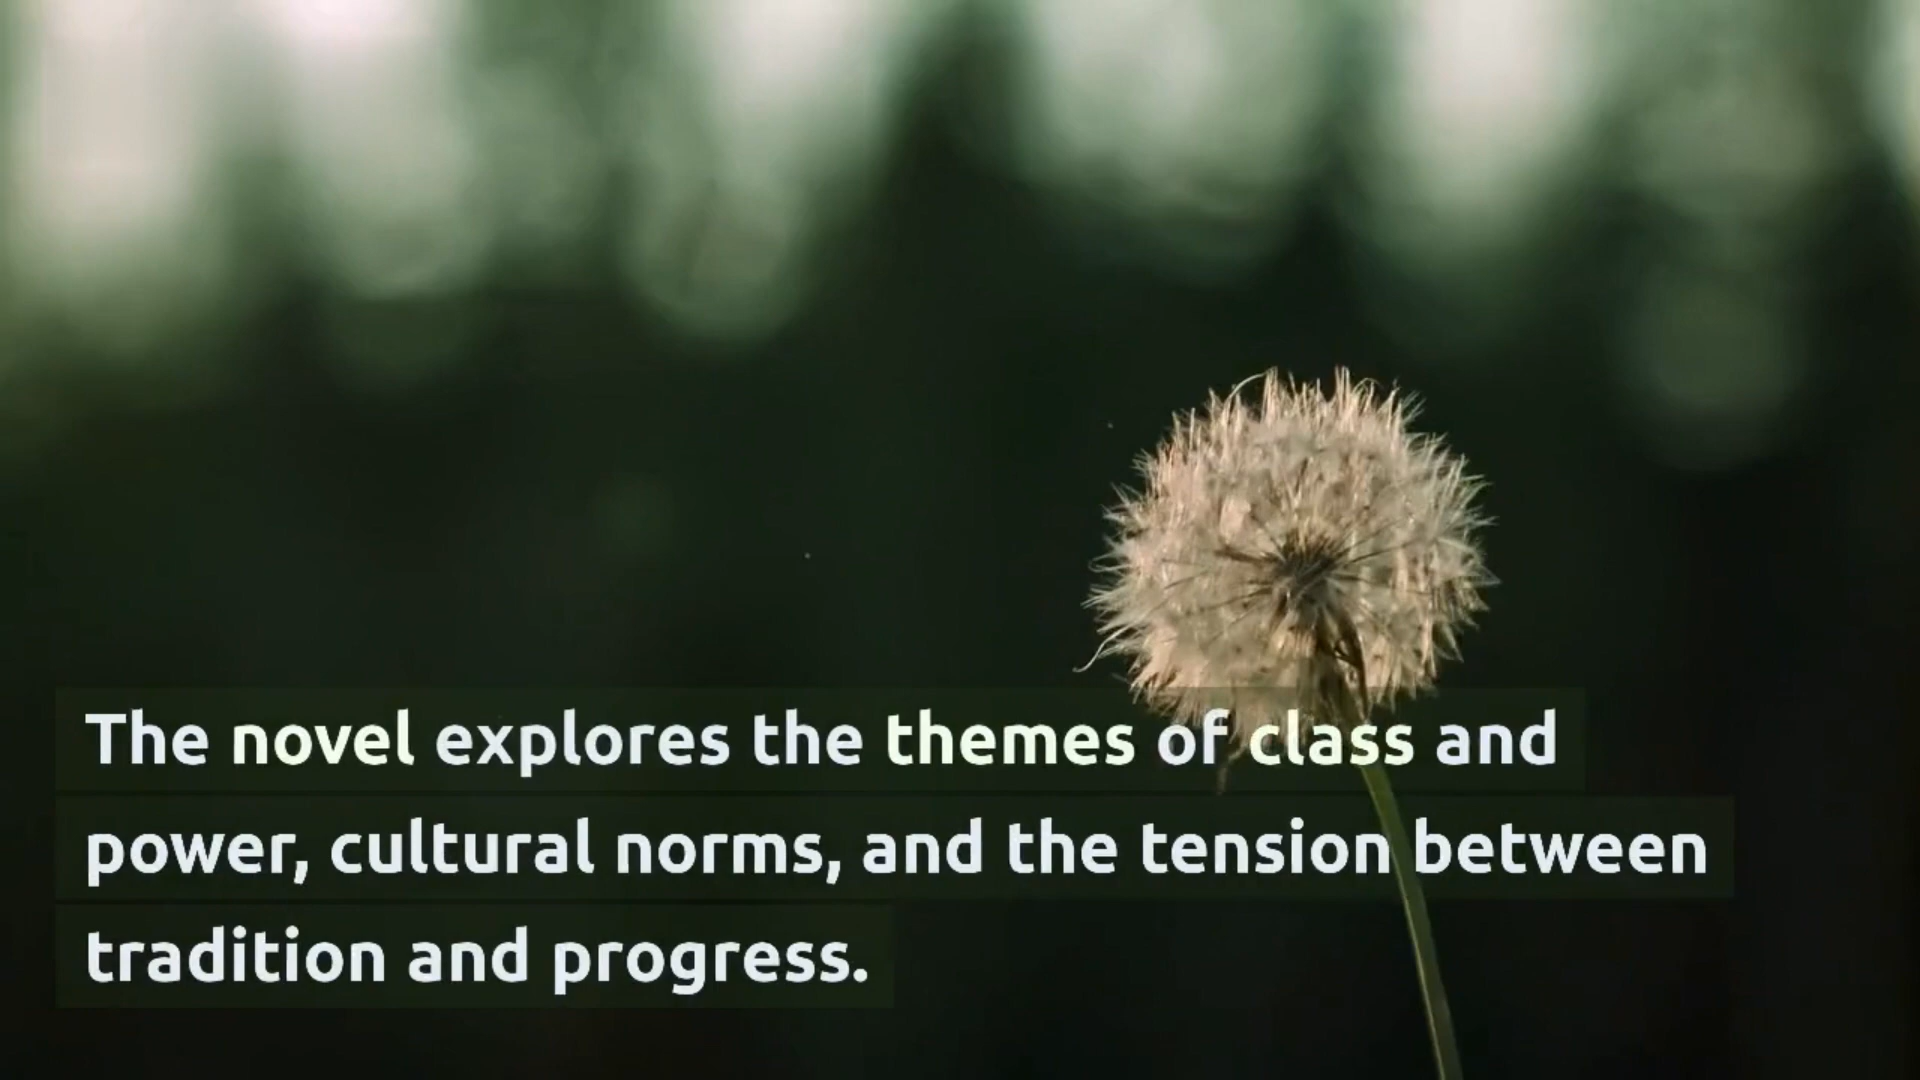 The novel explores the themes of class and
power, cultural norms, and the tension between
tradition and progress.